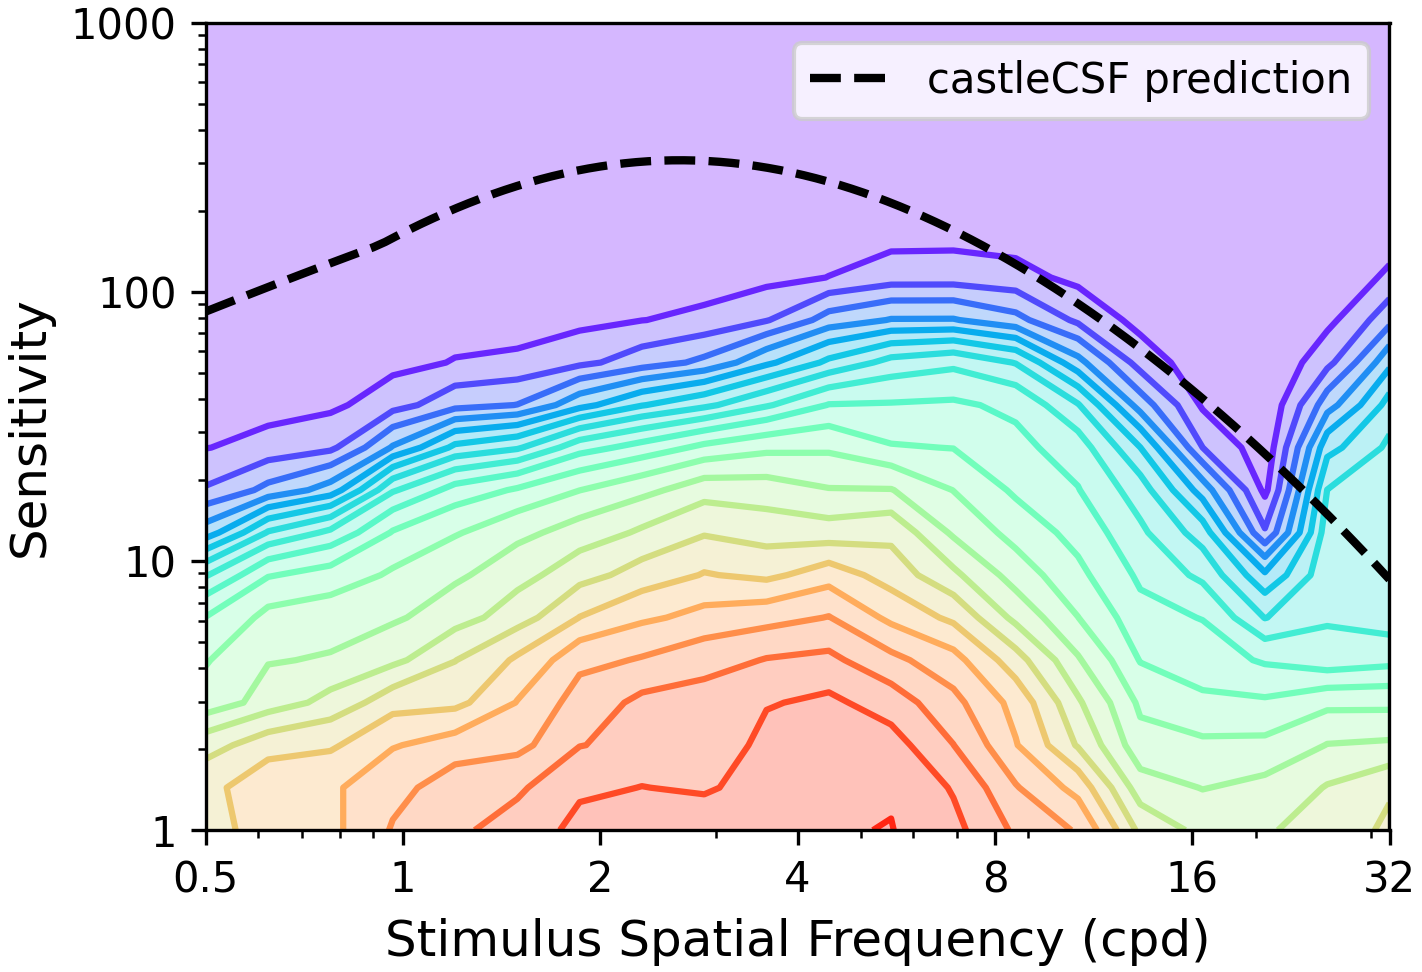 1000
100
10
1
Sensitivity
castleCSF prediction
0.5 1 2 4 8 16 32
Stimulus Spatial Frequency (cpd)